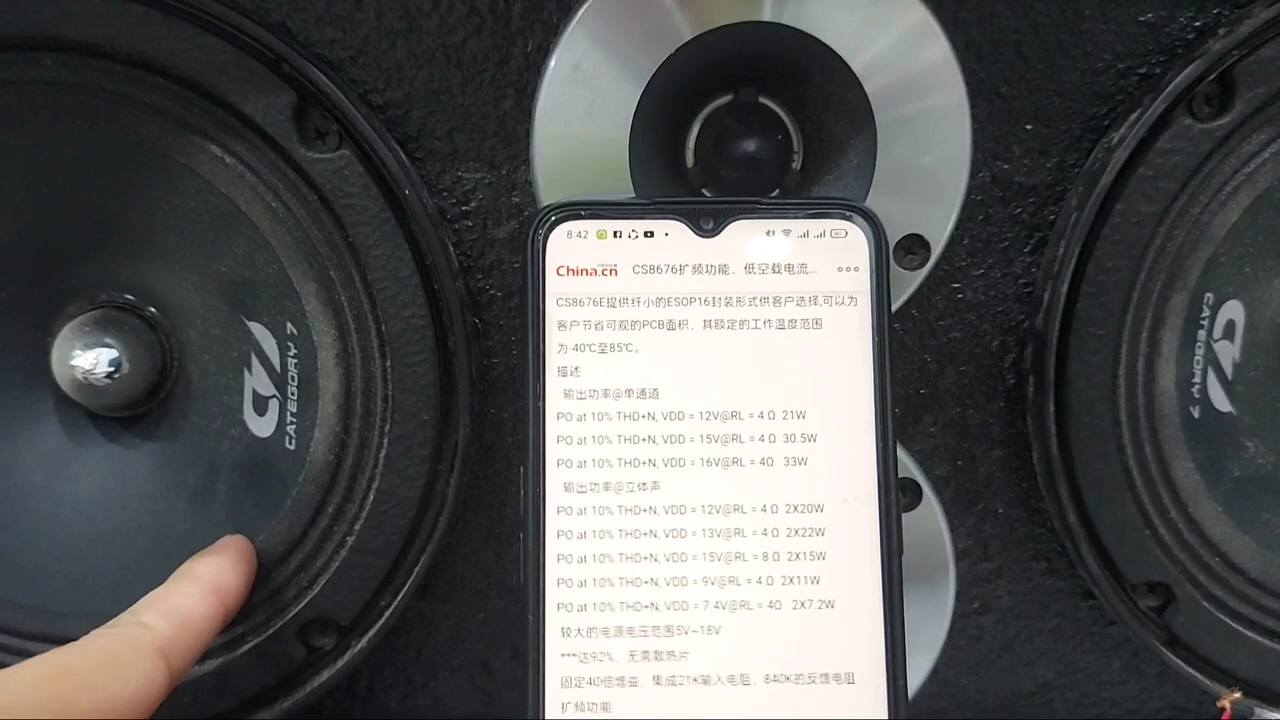 CATEGORY 7
8:42
China.cn
CS8676扩频功能、低空载电流...
CS8676E提供纤小的ESOP16封装形式供客户选择,可以为
客户节省可观的PCB面积，其额定的工作温度范围
为-40℃至85℃。
描述
输出功率@单通道
PO at 10% THD+N, VDD = 12V@RL = 4 Ω 21W
PO at 10% THD+N, VDD = 15V@RL = 4 Ω 30.5W
PO at 10% THD+N, VDD = 16V@RL = 4Ω 33W
输出功率@立体声
PO at 10% THD+N, VDD = 12V@RL = 4 Ω 2X20W
PO at 10% THD+N, VDD = 13V@RL = 4 Ω 2X22W
PO at 10% THD+N, VDD = 15V@RL = 8 Ω 2X15W
PO at 10% THD+N, VDD = 9V@RL = 4 Ω 2X11W
PO at 10% THD+N, VDD = 7.4V@RL = 4Ω 2X7.2W
较大的电源电压范围5V~18V
***达92%、无需散热片
固定40倍增益、集成21K输入电阻、840K的反馈电阻
扩频功能
CATEGORY 7